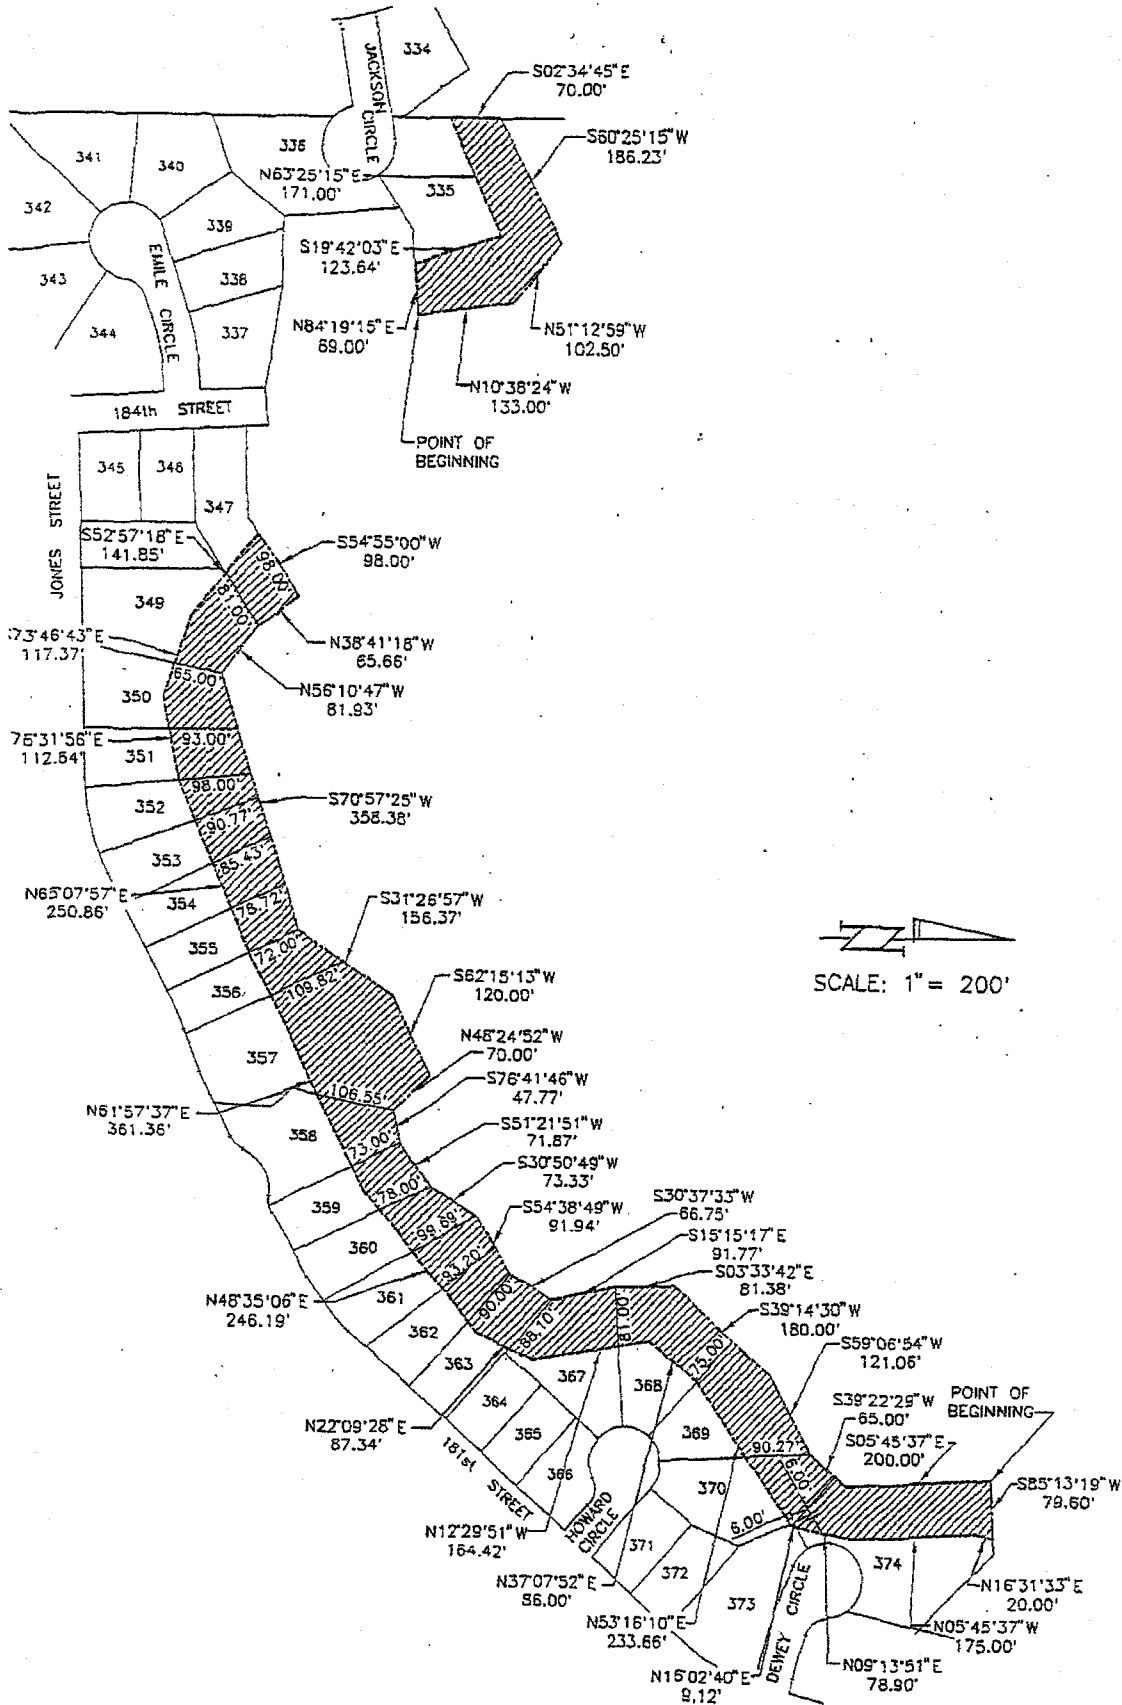 334
JACKSON
CIRCLE
S02°34'45"E
70.00'
S60°25'15"W
186.23'
341
340
336
N63°25'15"E
171.00'
335
342
339
S19°42'03"E
123.64'
343
338
EMILE CIRCLE
344
337
N84°19'15"E
69.00'
N51°12'59"W
102.50'
N10°38'24"W
133.00'
184th STREET
POINT OF
BEGINNING
345
346
347
JONES STREET
S52°57'18"E
141.85'
S54°35'00"W
98.00'
98.00'
81.00'
349
N38°41'18"W
65.66'
S73°46'43"E
117.37'
65.00'
N56°10'47"W
81.93'
350
76°31'56"E
112.54'
93.00'
351
98.00'
352
S70°57'25"W
358.38'
90.77'
353
85.43'
N65°07'57"E
250.86'
354
78.72'
S31°26'57"W
156.37'
355
72.00'
356
109.82'
S62°15'13"W
120.00'
SCALE: 1"= 200'
357
N48°24'52"W
70.00'
S76°41'46"W
47.77'
106.55'
N61°57'37"E
361.36'
358
73.00'
S51°21'51"W
71.87'
S30°50'49"W
73.33'
359
78.00'
S54°38'49"W
91.94'
S30°37'33"W
66.75'
99.69'
360
93.20'
S15°15'17"E
91.77'
S03°33'42"E
81.38'
N48°35'06"E
246.19'
361
90.00'
88.10'
81.00'
S39°14'30"W
180.00'
362
75.00'
S59°06'54"W
121.06'
363
367
368
S39°22'29"W
65.00'
POINT OF
BEGINNING
364
N22°09'28"E
87.34'
365
369
S05°45'37"E
200.00'
90.27'
6.00'
366
370
S85°13'19"W
79.60'
181st STREET
HOWARD
CIRCLE
6.00'
N12°29'51"W
164.42'
371
372
374
N37°07'52"E
86.00'
373
N16°31'33"E
20.00'
N53°16'10"E
233.66'
DEWEY CIRCLE
N05°45'37"W
175.00'
N15°02'40"E
9.12'
N09°13'51"E
78.90'